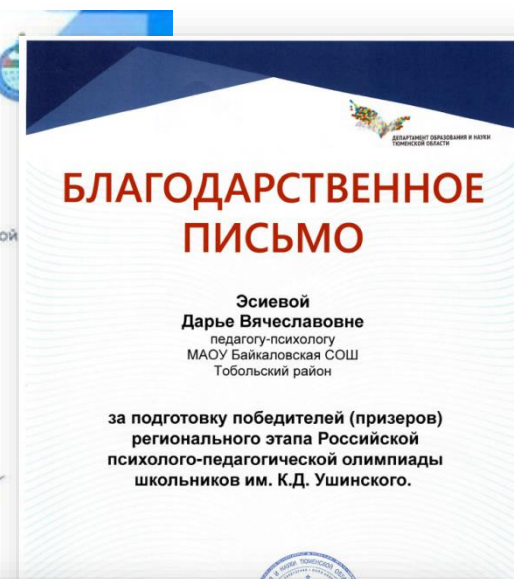 ДЕПАРТАМЕНТ ОБРАЗОВАНИЯ И НАУКИ
ТЮМЕНСКОЙ ОБЛАСТИ
БЛАГОДАРСТВЕННОЕ
ПИСЬМО
Эсиевой
Дарье Вячеславовне
педагогу-психологу
МАОУ Байкаловская СОШ
Тобольский район
за подготовку победителей (призеров)
регионального этапа Российской
психолого-педагогической олимпиады
школьников им. К.Д. Ушинского.